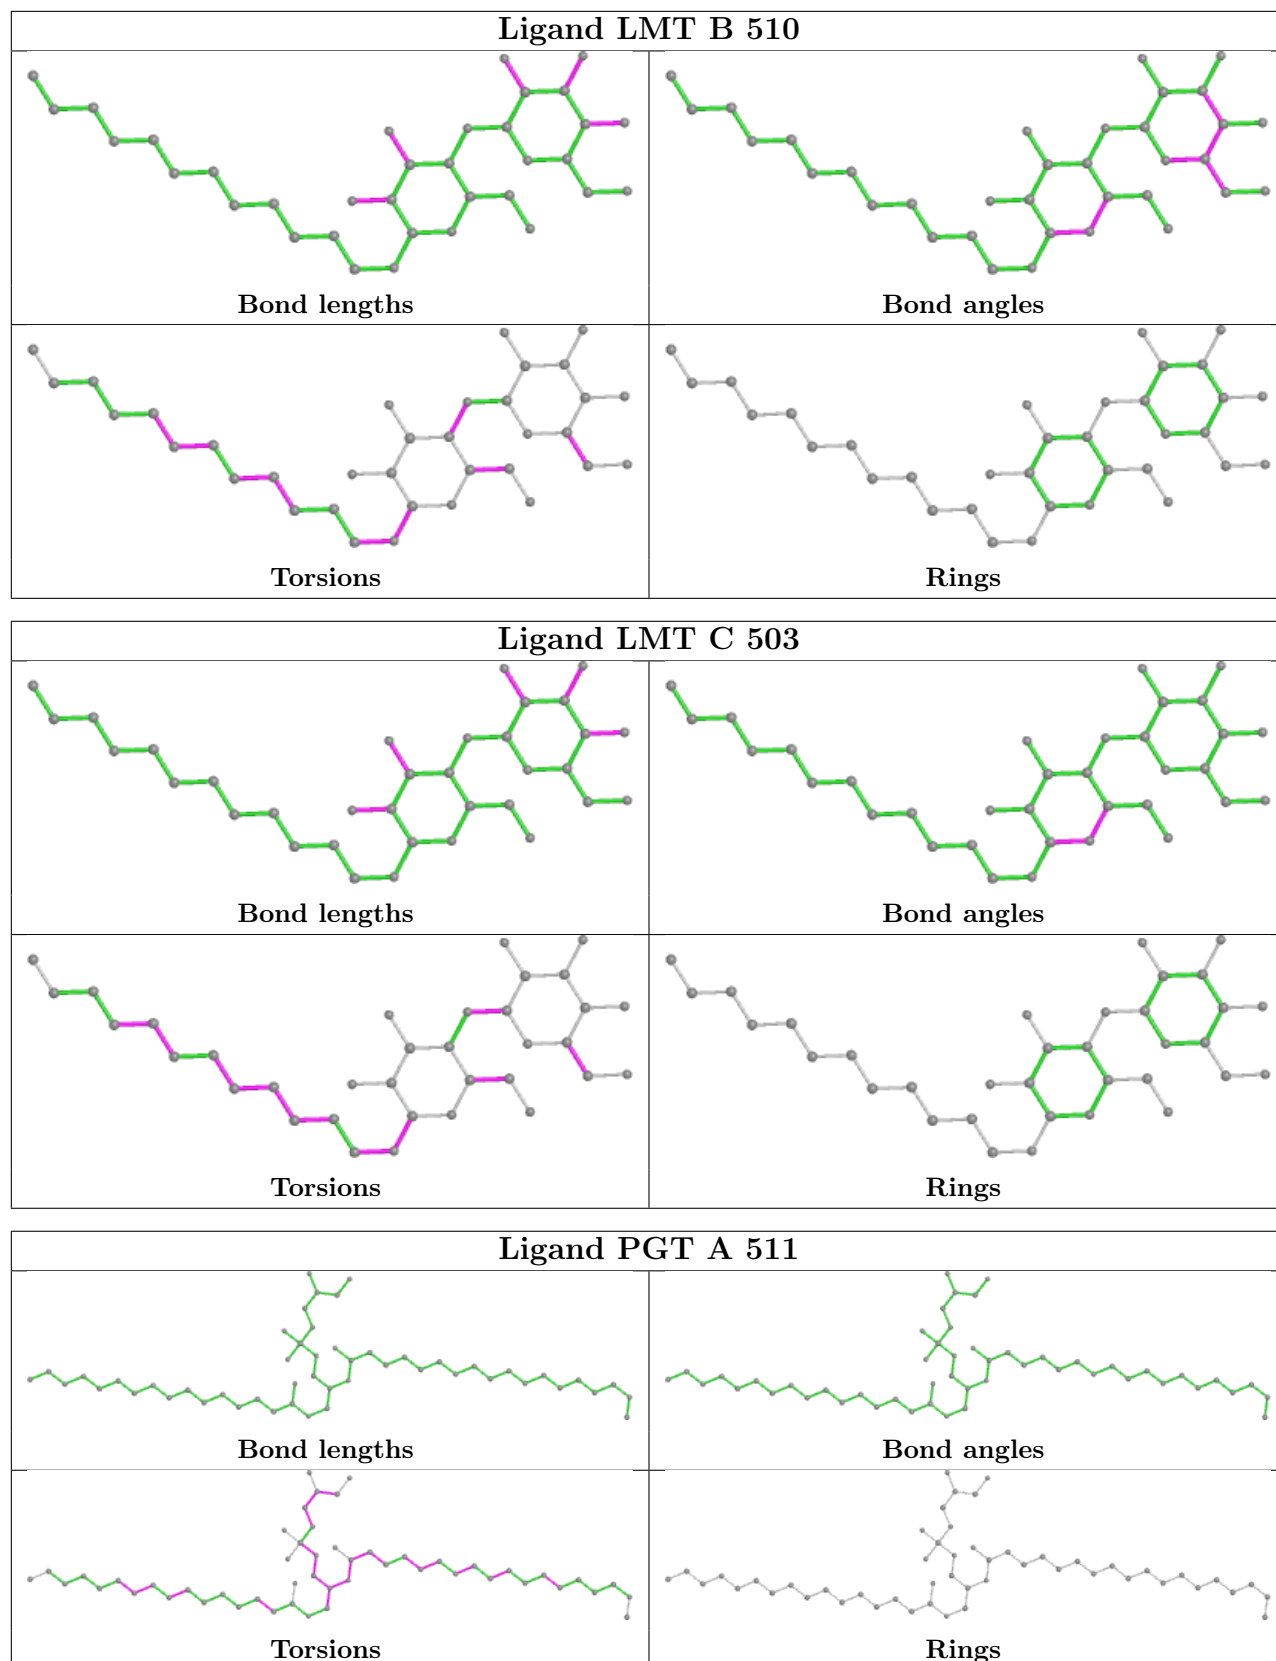 Ligand LMT B 510
Bond lengths
Bond angles
Torsions
Rings
Ligand LMT C 503
Bond lengths
Bond angles
Torsions
Rings
Ligand PGT A 511
Bond lengths
Bond angles
Torsions
Rings